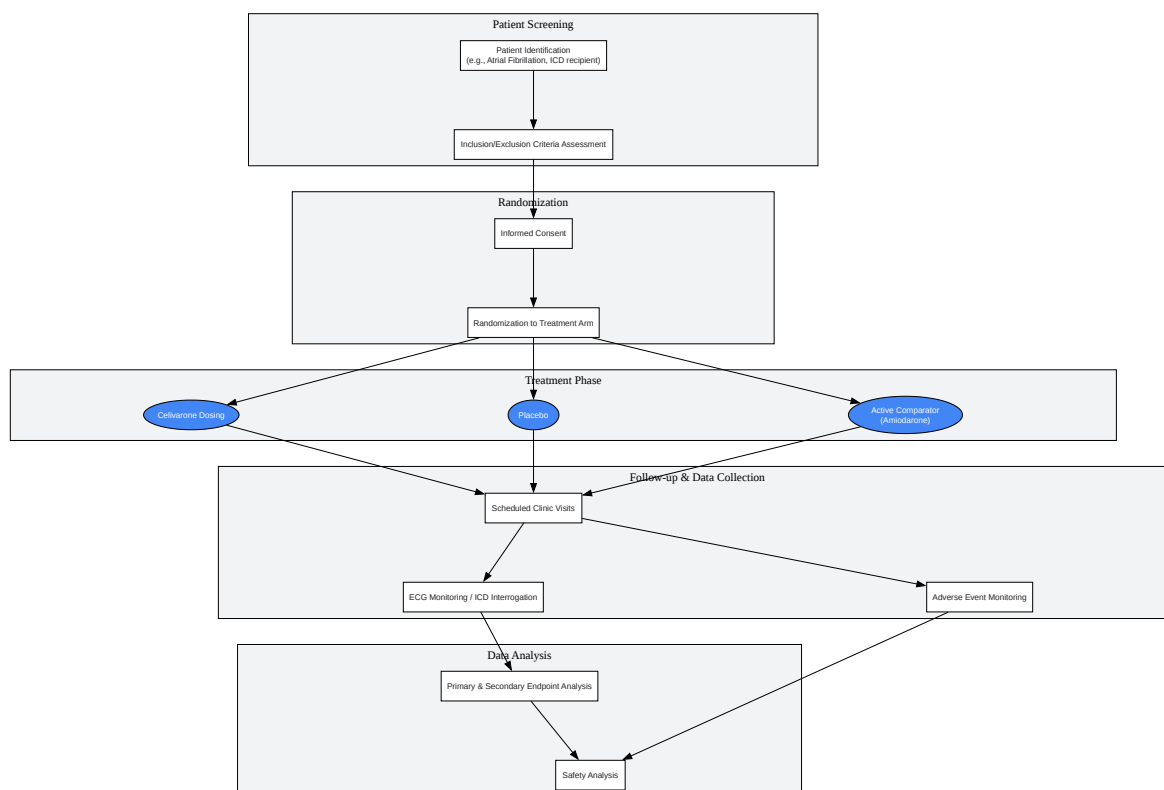 Patient Screening
Patient Identification
(e.g., Atrial Fibrillation, ICD recipient)
Inclusion/Exclusion Criteria Assessment
Randomization
Informed Consent
Randomization to Treatment Arm
Treatment Phase
Celivarone Dosing
Placebo
Active Comparator
(Amiodarone)
Follow-up & Data Collection
Scheduled Clinic Visits
ECG Monitoring / ICD Interrogation
Adverse Event Monitoring
Data Analysis
Primary & Secondary Endpoint Analysis
Safety Analysis